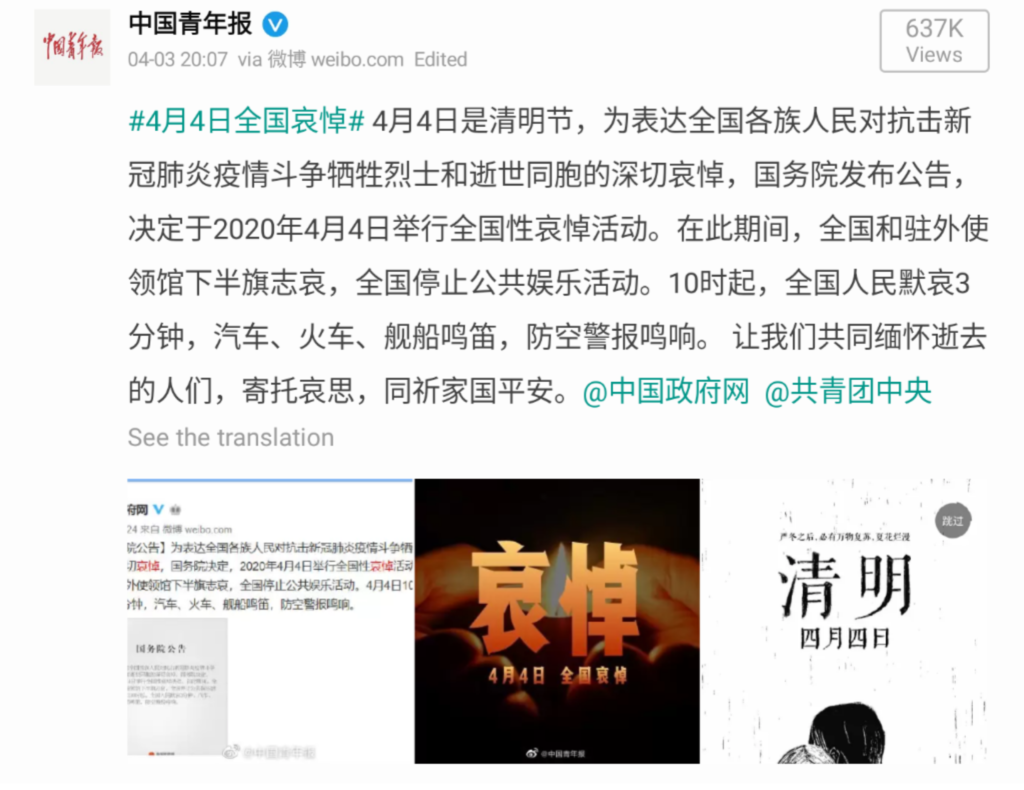 中国青年报
中国青年报
637K
Views
04-03 20:07 via 微博 weibo.com Edited
#4月4日全国哀悼# 4月4日是清明节，为表达全国各族人民对抗击新
冠肺炎疫情斗争牺牲烈士和逝世同胞的深切哀悼，国务院发布公告，
决定于2020年4月4日举行全国性哀悼活动。在此期间，全国和驻外使
领馆下半旗志哀，全国停止公共娱乐活动。10时起，全国人民默哀3
分钟，汽车、火车、舰船鸣笛，防空警报鸣响。 让我们共同缅怀逝去
的人们，寄托哀思，同祈家国平安。@中国政府网 @共青团中央
See the translation
府网
24 来自 微博 weibo.com
院公告】为表达全国各族人民对抗击新冠肺炎疫情斗争牺
切哀悼，国务院决定，2020年4月4日举行全国性哀悼活动
外使领馆下半旗志哀，全国停止公共娱乐活动。4月4日10
分钟，汽车、火车、舰船鸣笛，防空警报鸣响。
国务院公告
@中国青年报
哀悼
4月4日 全国哀悼
@中国青年报
跳过
严冬之后，必有万物复苏、夏花烂漫
清明
四月四日